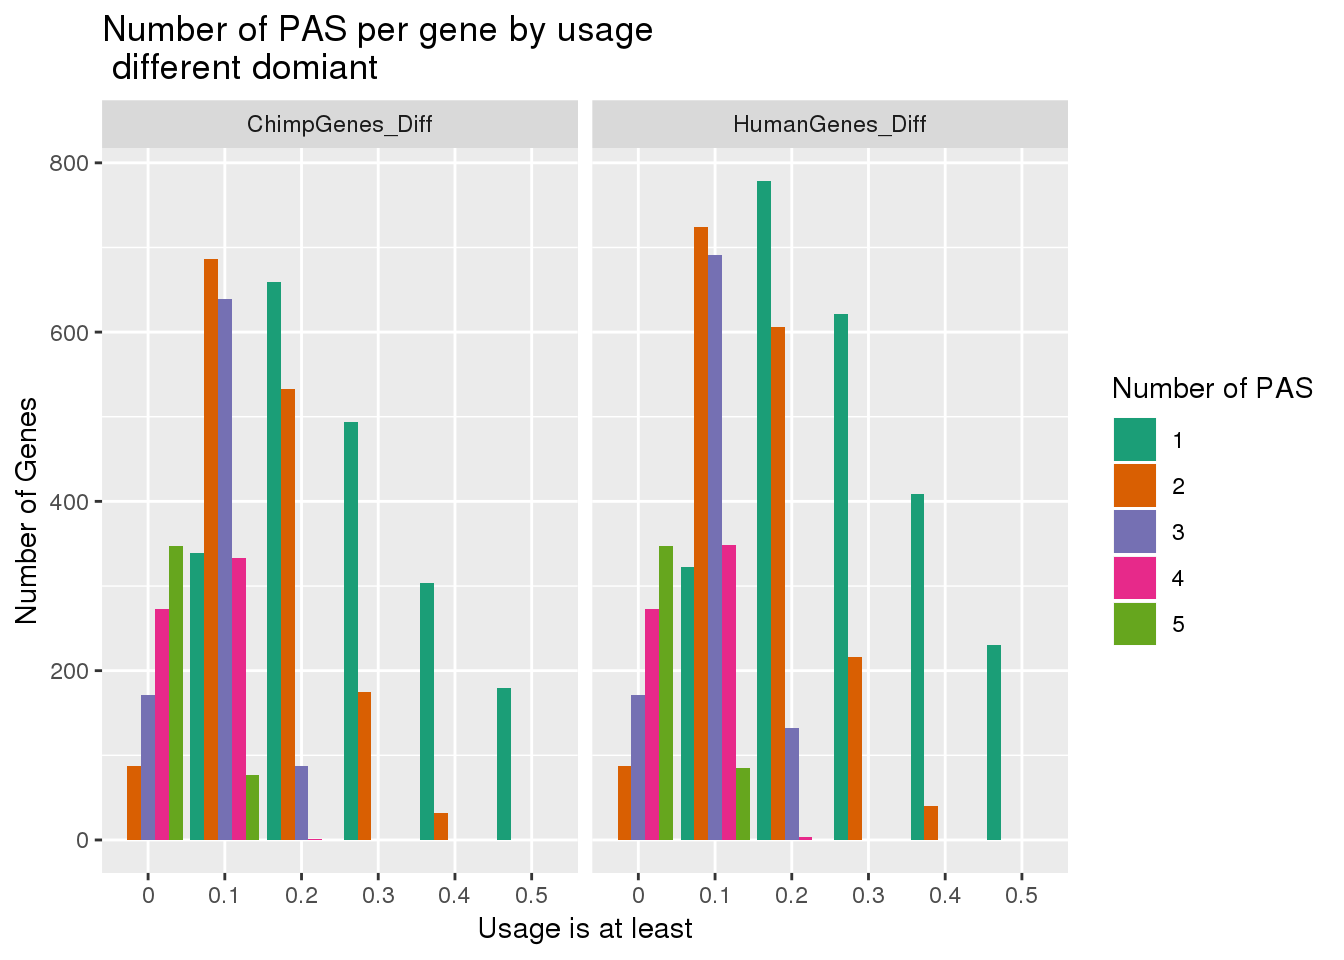 Number of PAS per gene by usage
different domiant
ChimpGenes_Diff
HumanGenes_Diff
800
600
400
200
0
Number of Genes
0 0.1 0.2 0.3 0.4 0.5
0 0.1 0.2 0.3 0.4 0.5
Usage is at least
Number of PAS
1
2
3
4
5